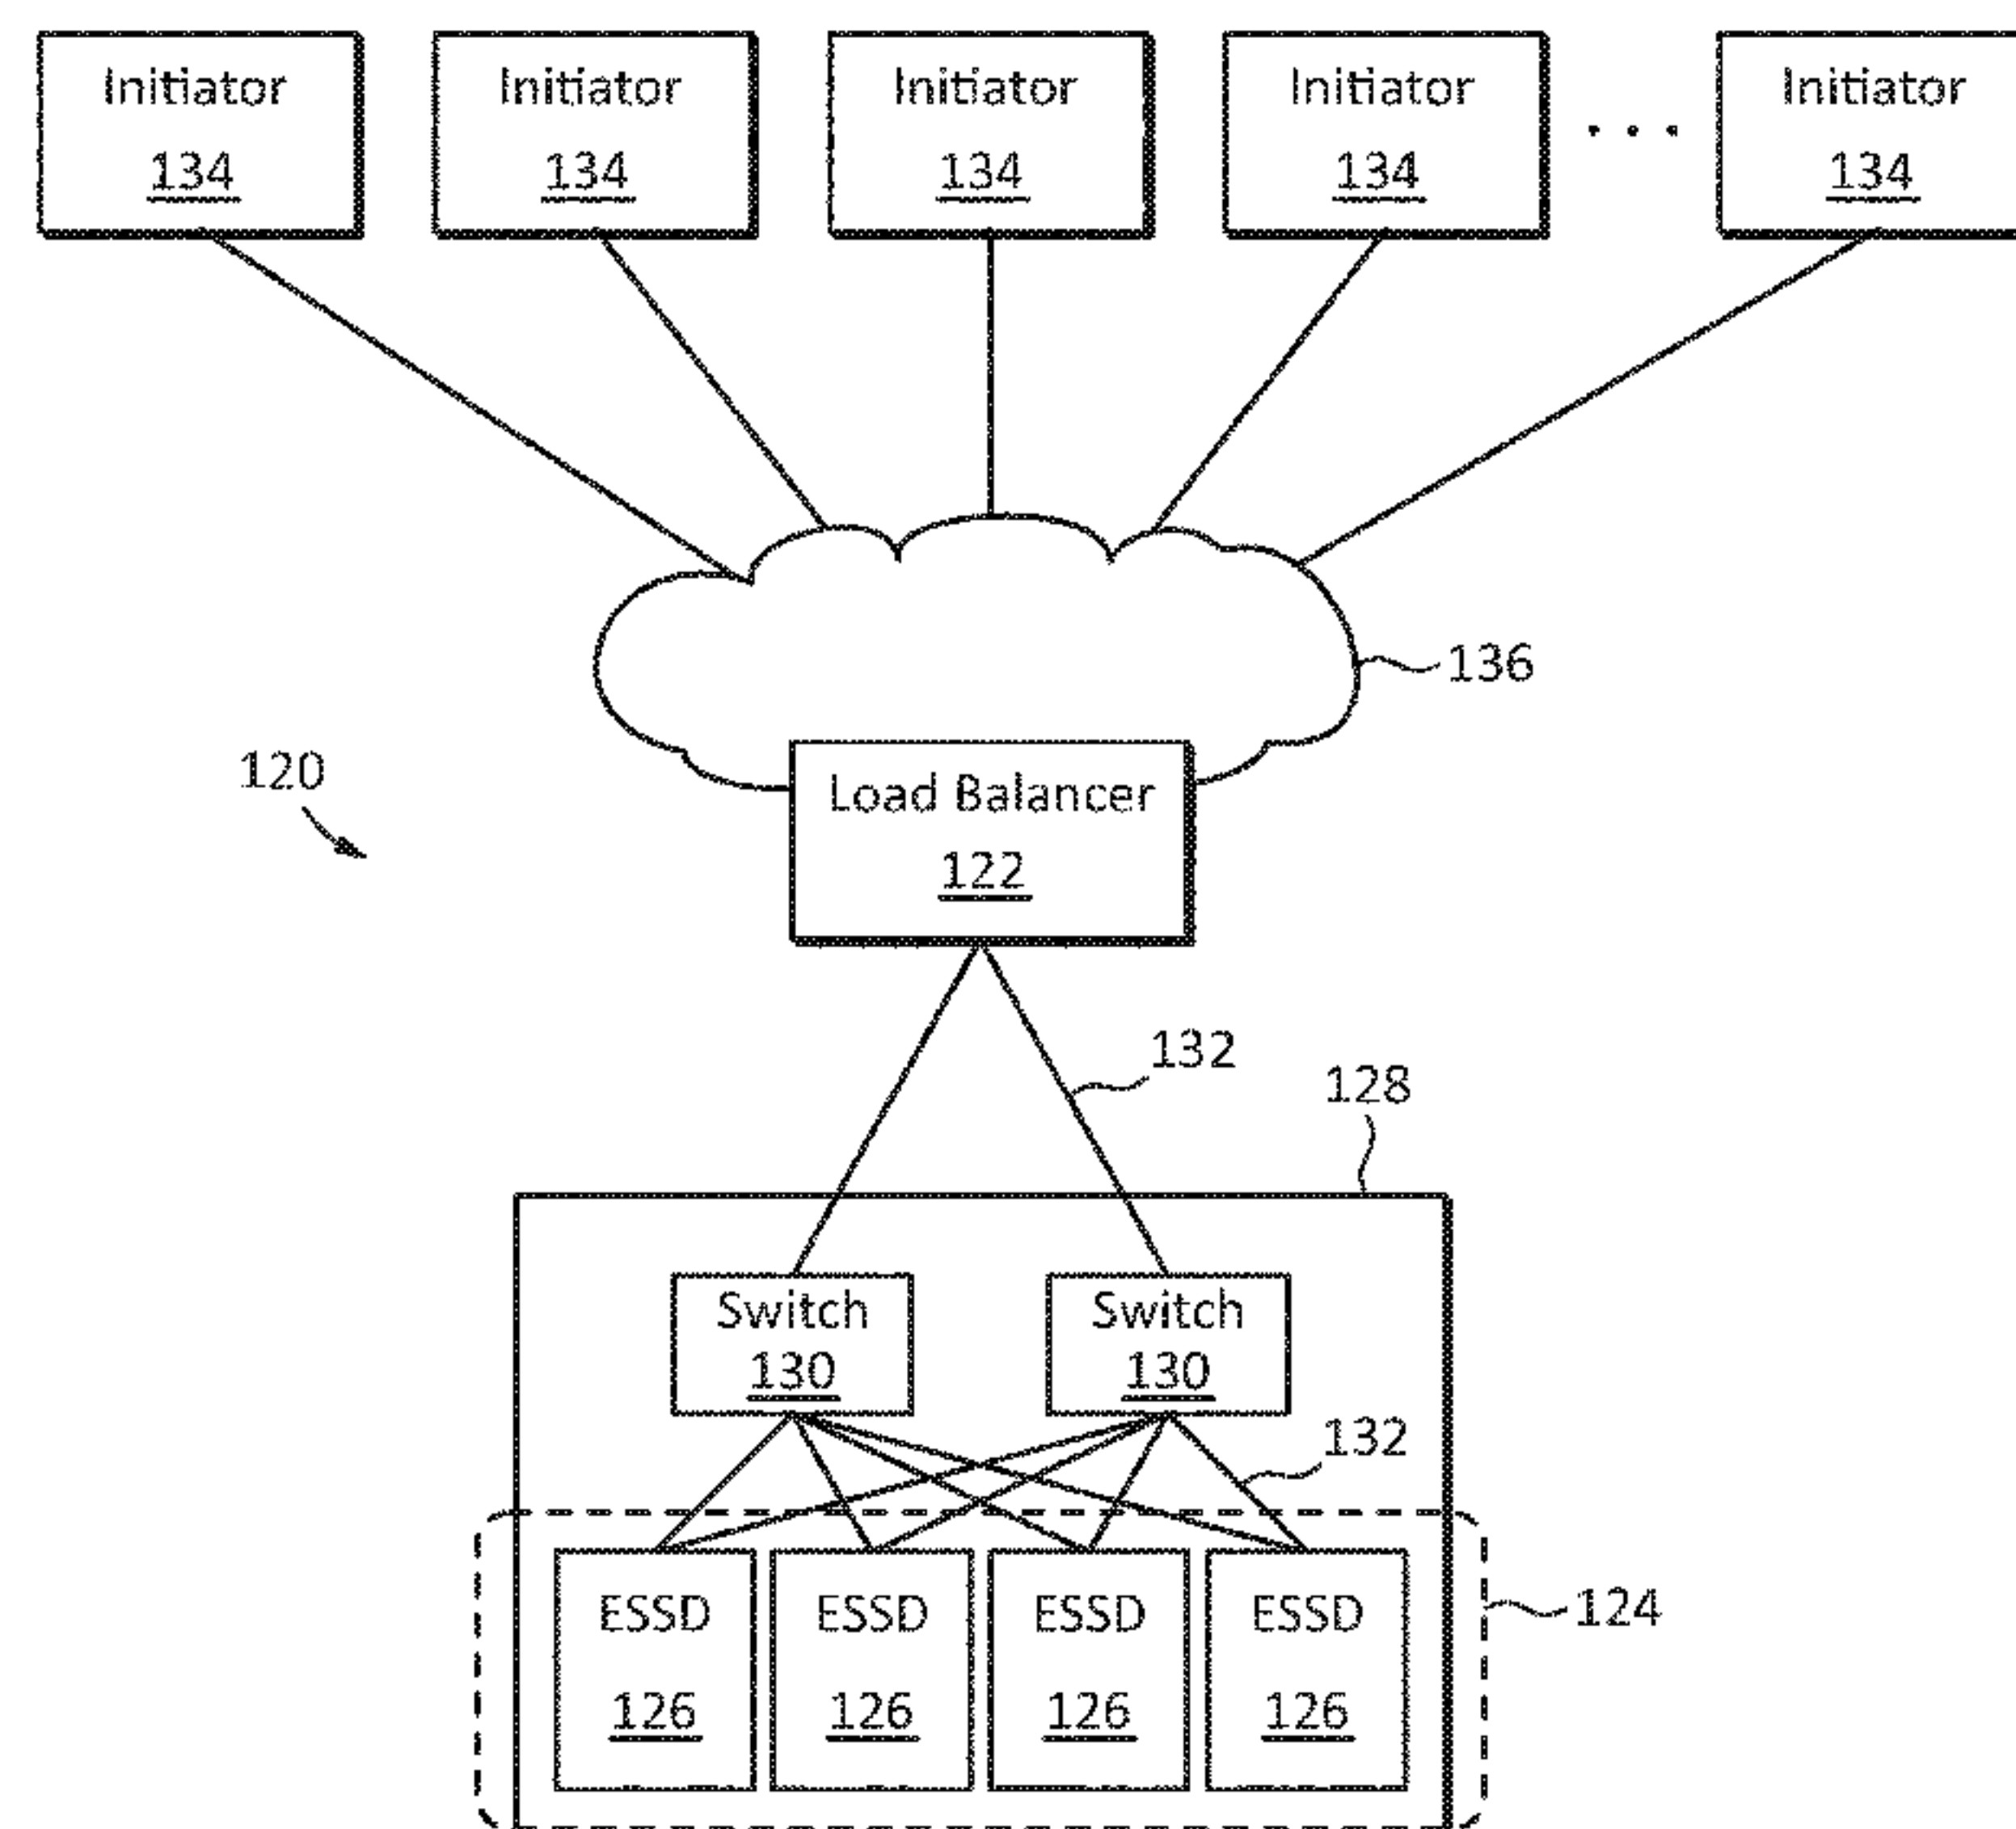 Initiator Initiator Initiator Initiator Initiator
134 134 134 . . . 134 134
136
120
Load Balancer
122
132
128
Switch Switch
130 130
132
ESSD ESSD ESSD ESSD
124
126 126 126 126